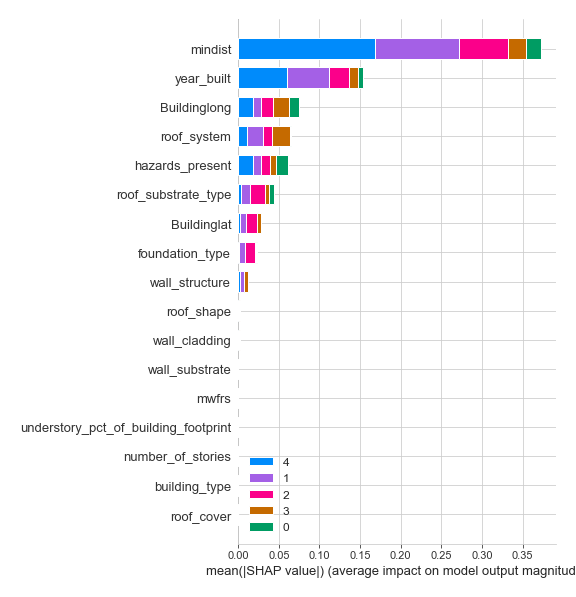 mindist
year_built
Buildinglong
roof_system
hazards_present
roof_substrate_type
Buildinglat
foundation_type
wall_structure
roof_shape
wall_cladding
wall_substrate
mwfrs
understory_pct_of_building_footprint
number_of_stories
building_type
roof_cover
4
1
2
3
0
0.00 0.05 0.10 0.15 0.20 0.25 0.30 0.35
mean(|SHAP value|) (average impact on model output magnitud